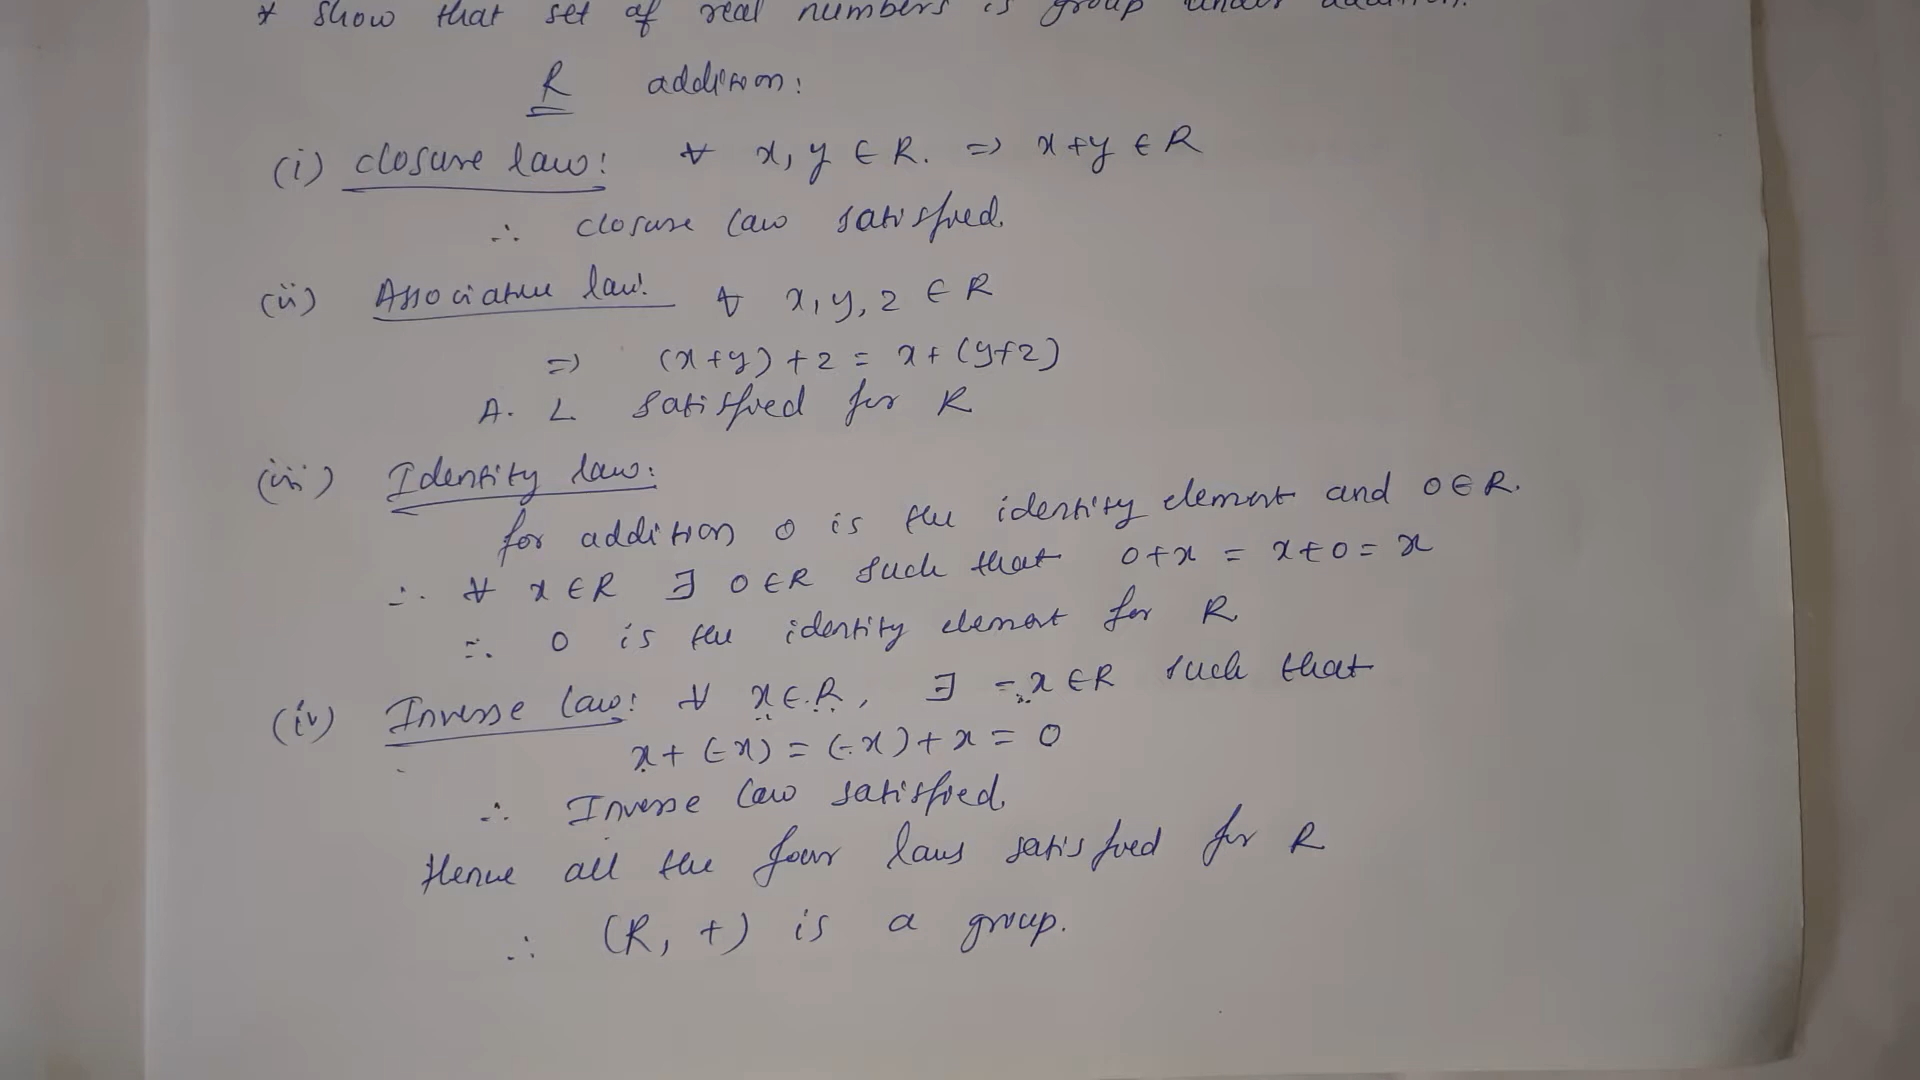 * Show that set of real numbers is group under addition.
R addition:
(i) closure law: ∀ x, y ∈ R. => x+y ∈ R
∴ closure law satisfied.
(ii) Associative law: ∀ x, y, z ∈ R
=> (x+y)+z = x+(y+z)
A. L satisfied for R
(iii) Identity law:
for addition 0 is the identity element and 0∈R.
∴ ∀ x∈R ∃ 0∈R such that 0+x = x+0 = x
∴ 0 is the identity element for R
(iv) Inverse law: ∀ x∈R, ∃ -x∈R such that
x+(-x) = (-x)+x = 0
∴ Inverse law satisfied.
Hence all the four laws satisfied for R
∴ (R, +) is a group.